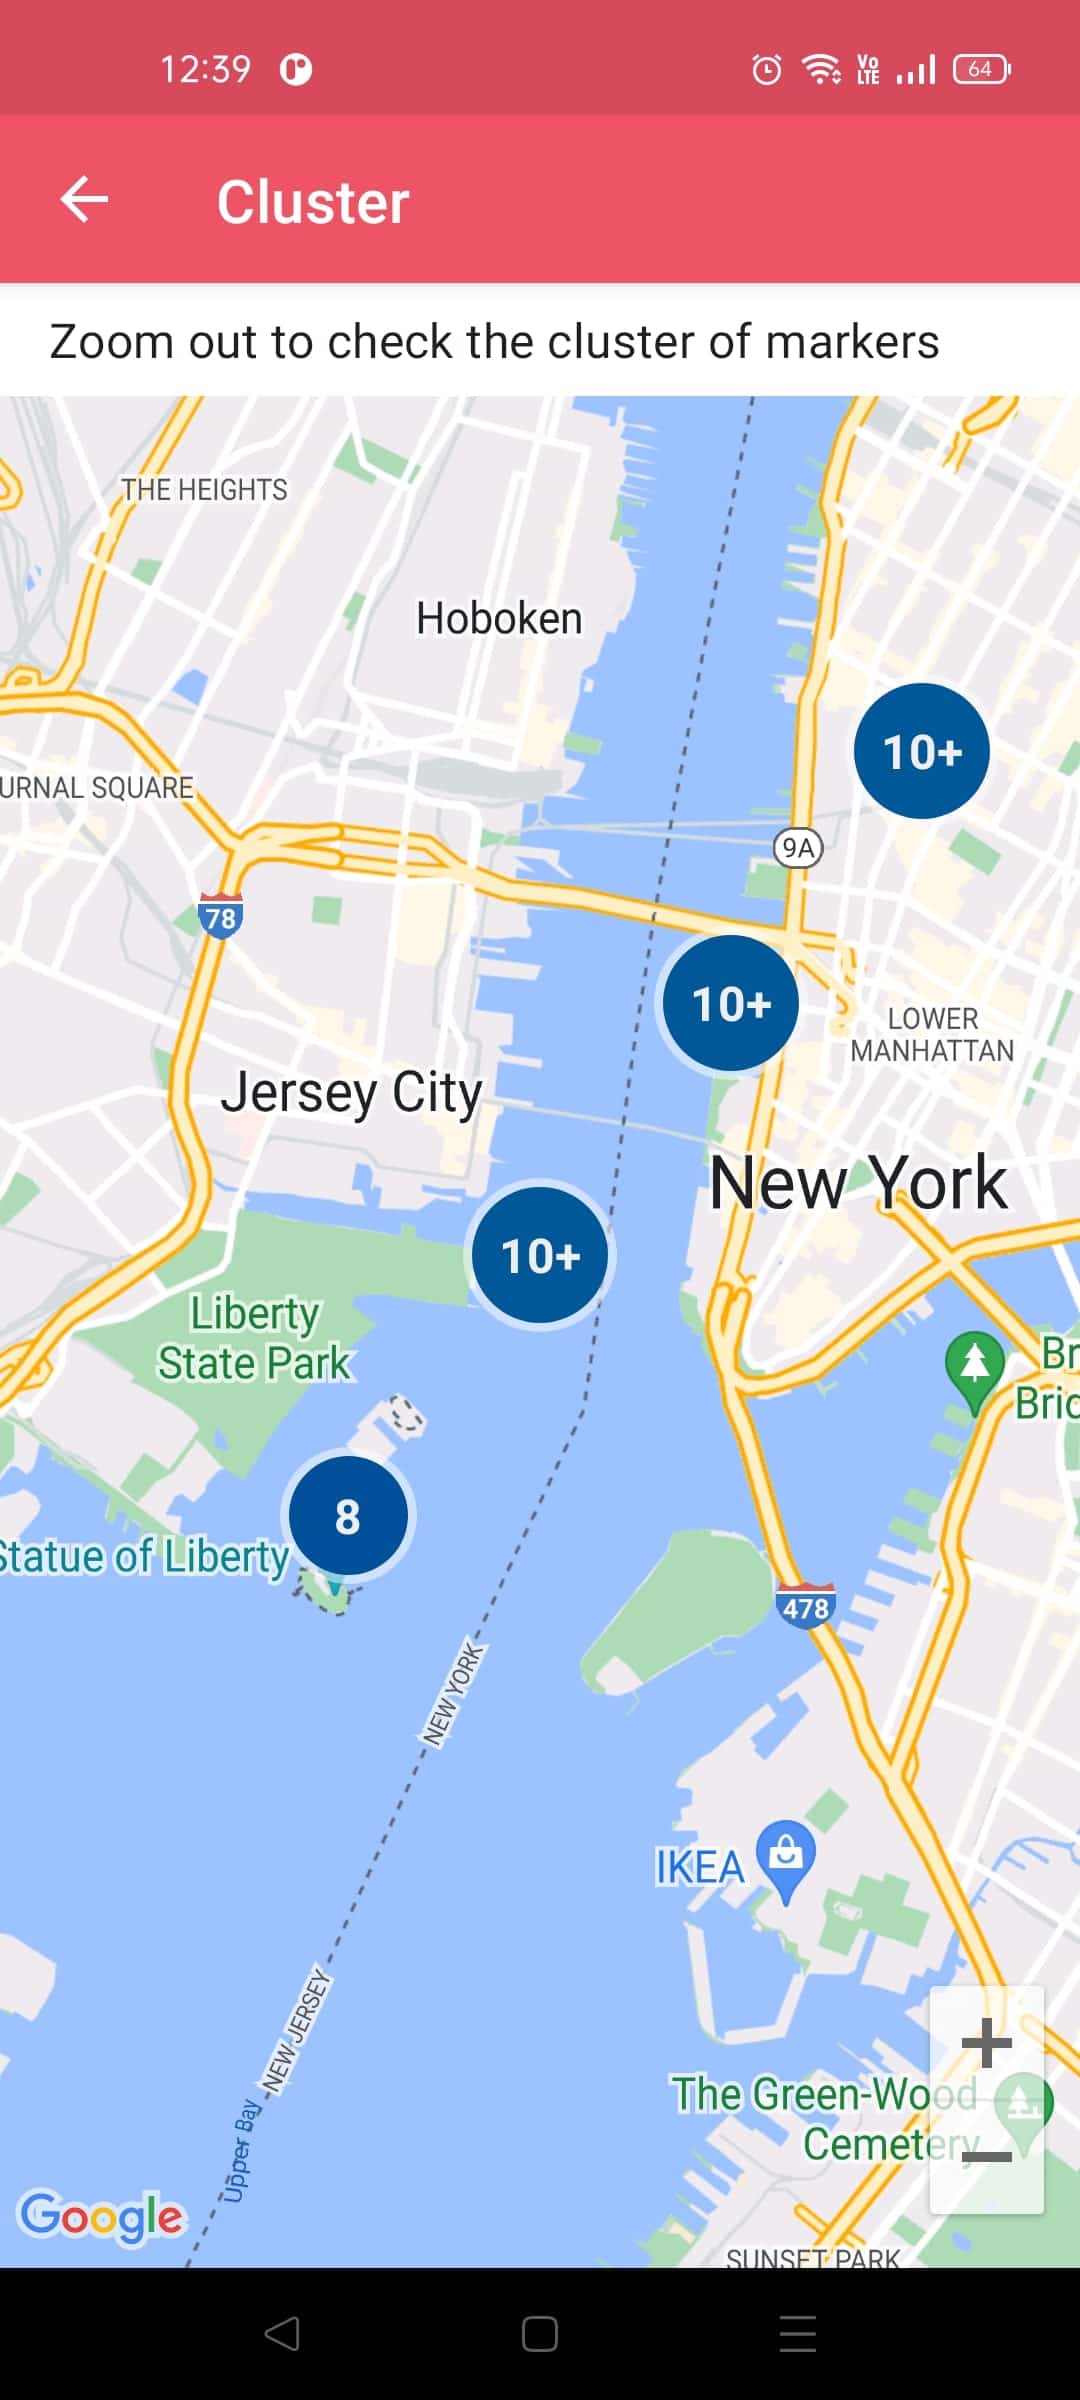 12:39
Vo
LTE
64
Cluster
Zoom out to check the cluster of markers
THE HEIGHTS
Hoboken
10+
URNAL SQUARE
9A
78
10+
LOWER
MANHATTAN
Jersey City
New York
10+
Liberty
State Park
Br
Bric
8
Statue of Liberty
478
NEW YORK
IKEA
NEW JERSEY
The Green-Wood
Cemetery
Upper Bay
Google
SUNSET PARK